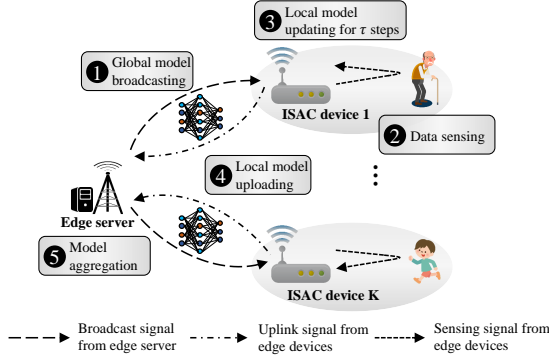 3 Local model
updating for τ steps
1 Global model
broadcasting
ISAC device 1
2 Data sensing
4 Local model
uploading
Edge server
5 Model
aggregation
ISAC device K
Broadcast signal
from edge server
Uplink signal from
edge devices
Sensing signal from
edge devices